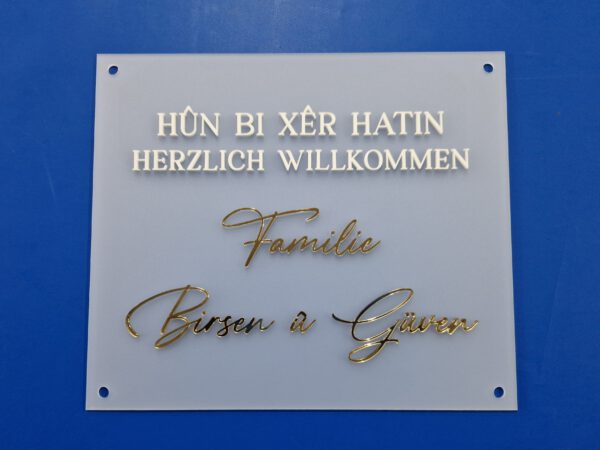 HÛN BI XÊR HATIN
HERZLICH WILLKOMMEN
Familie
Birsen & Güven